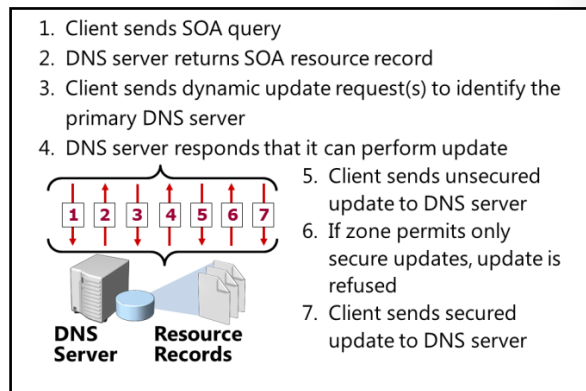 1. Client sends SOA query
2. DNS server returns SOA resource record
3. Client sends dynamic update request(s) to identify the
primary DNS server
4. DNS server responds that it can perform update
5. Client sends unsecured
update to DNS server
6. If zone permits only
secure updates, update is
refused
7. Client sends secured
update to DNS server
1 2 3 4 5 6 7
DNS
Server
Resource
Records